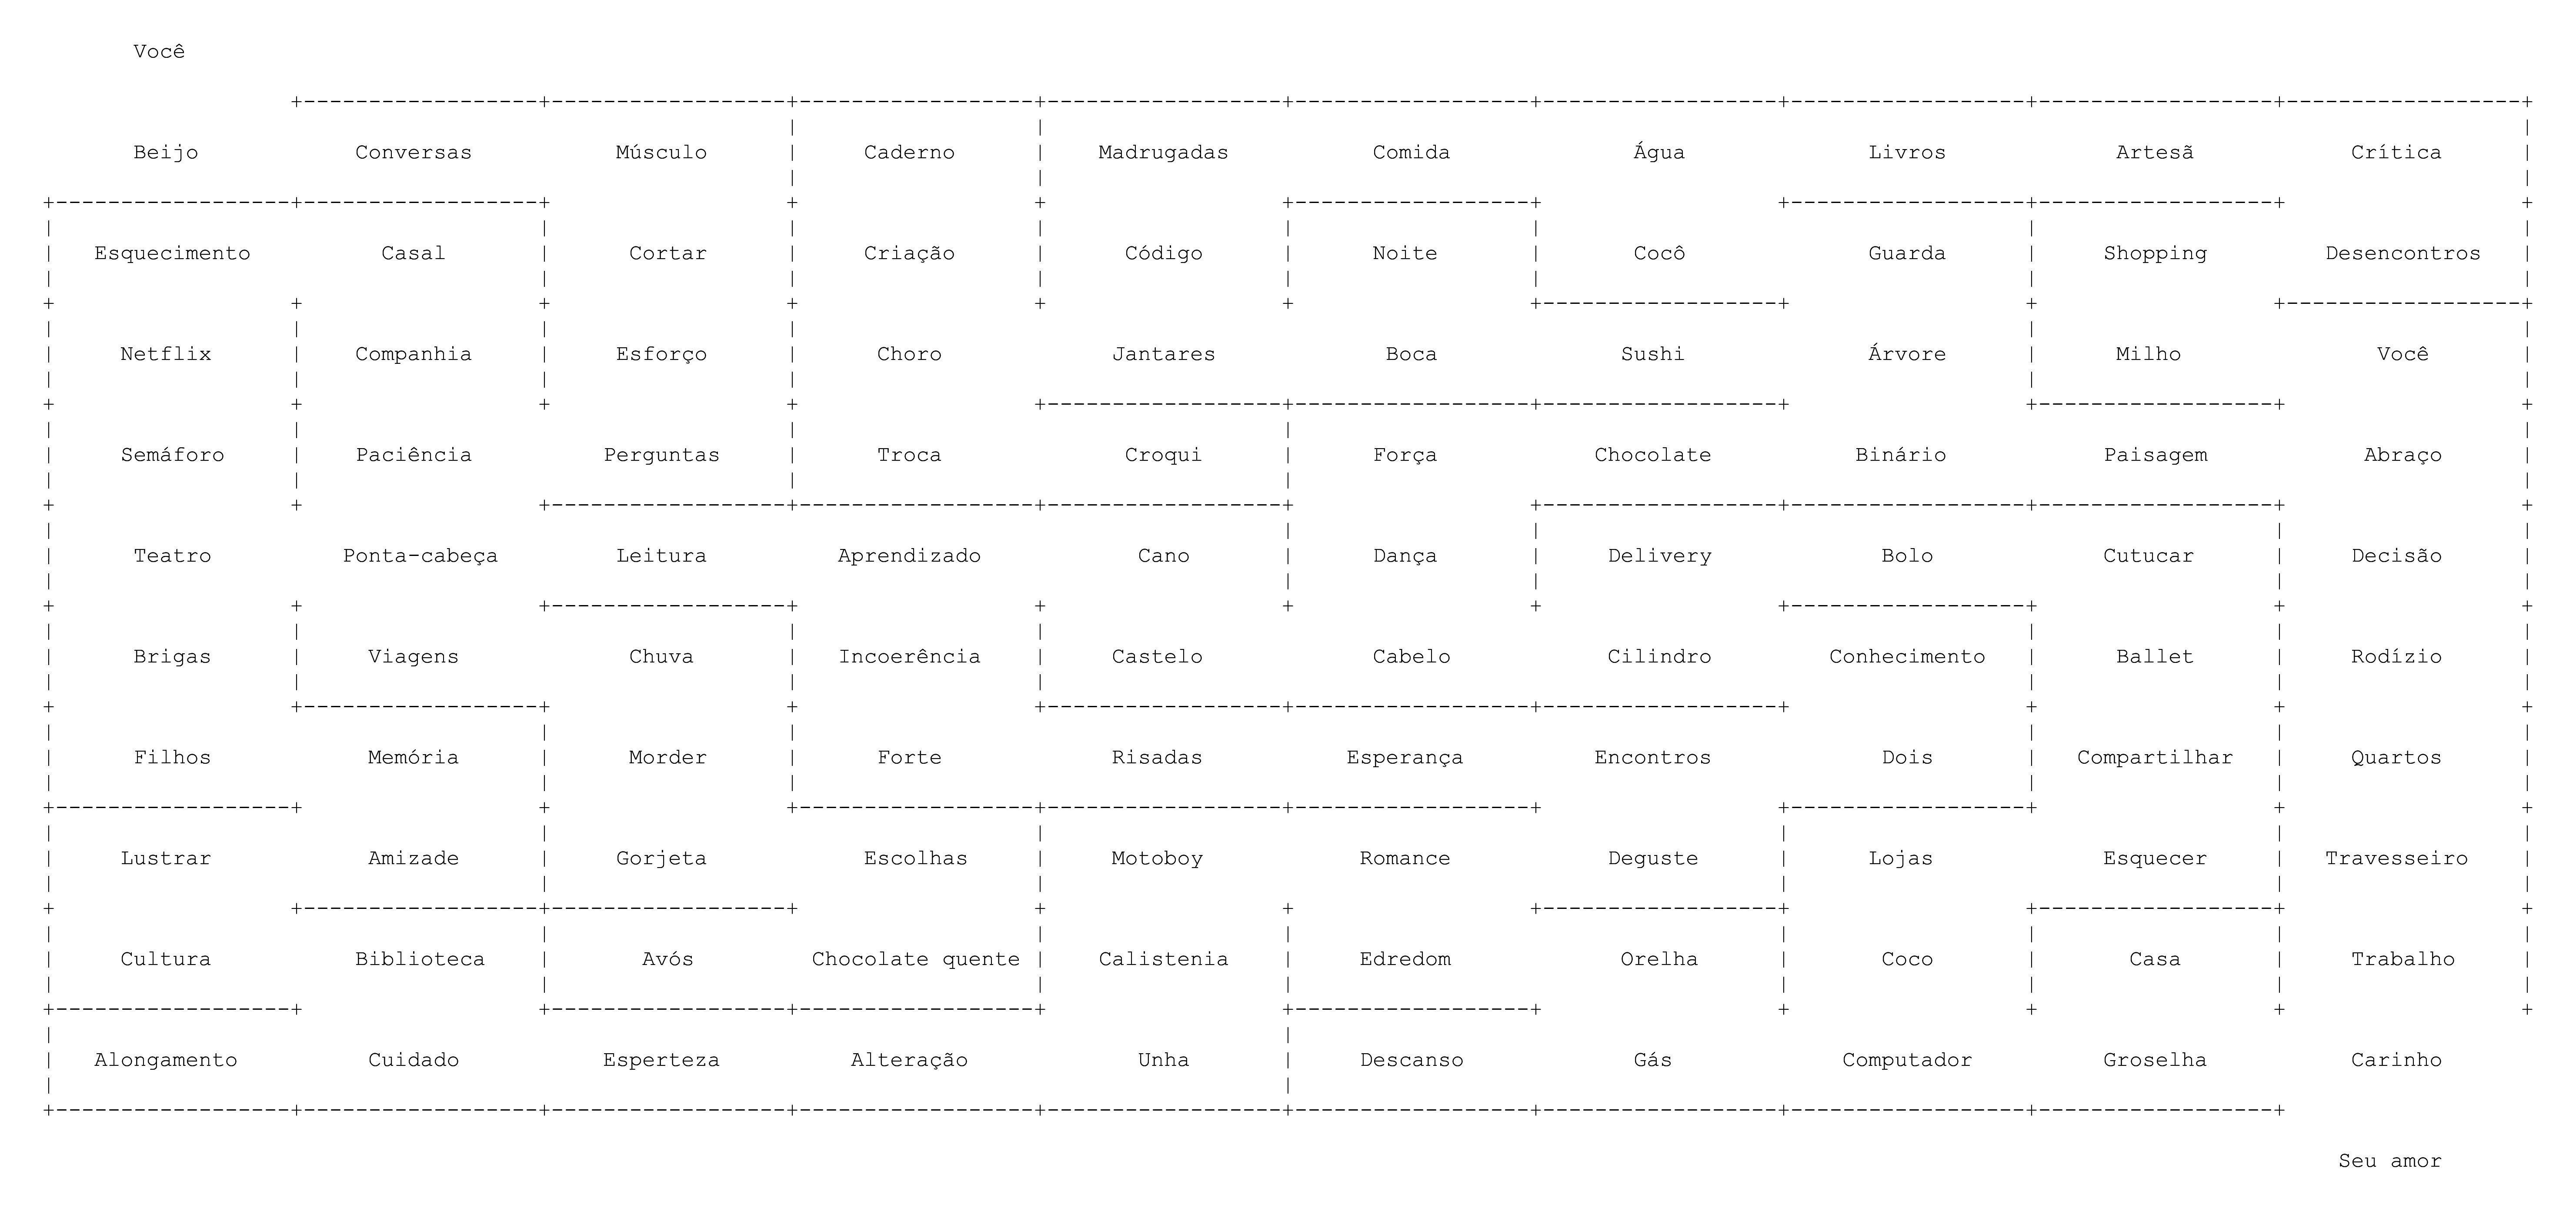 Você
Beijo Conversas Músculo Caderno Madrugadas Comida Água Livros Artesã Crítica
Esquecimento Casal Cortar Criação Código Noite Cocô Guarda Shopping Desencontros
Netflix Companhia Esforço Choro Jantares Boca Sushi Árvore Milho Você
Semáforo Paciência Perguntas Troca Croqui Força Chocolate Binário Paisagem Abraço
Teatro Ponta-cabeça Leitura Aprendizado Cano Dança Delivery Bolo Cutucar Decisão
Brigas Viagens Chuva Incoerência Castelo Cabelo Cilindro Conhecimento Ballet Rodízio
Filhos Memória Morder Forte Risadas Esperança Encontros Dois Compartilhar Quartos
Lustrar Amizade Gorjeta Escolhas Motoboy Romance Deguste Lojas Esquecer Travesseiro
Cultura Biblioteca Avós Chocolate quente Calistenia Edredom Orelha Coco Casa Trabalho
Alongamento Cuidado Esperteza Alteração Unha Descanso Gás Computador Groselha Carinho
Seu amor